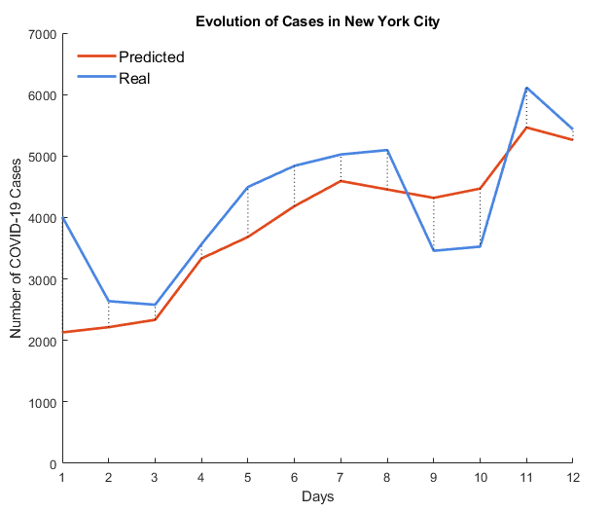 Evolution of Cases in New York City
Predicted
Real
Number of COVID-19 Cases
7000
6000
5000
4000
3000
2000
1000
0
1 2 3 4 5 6 7 8 9 10 11 12
Days